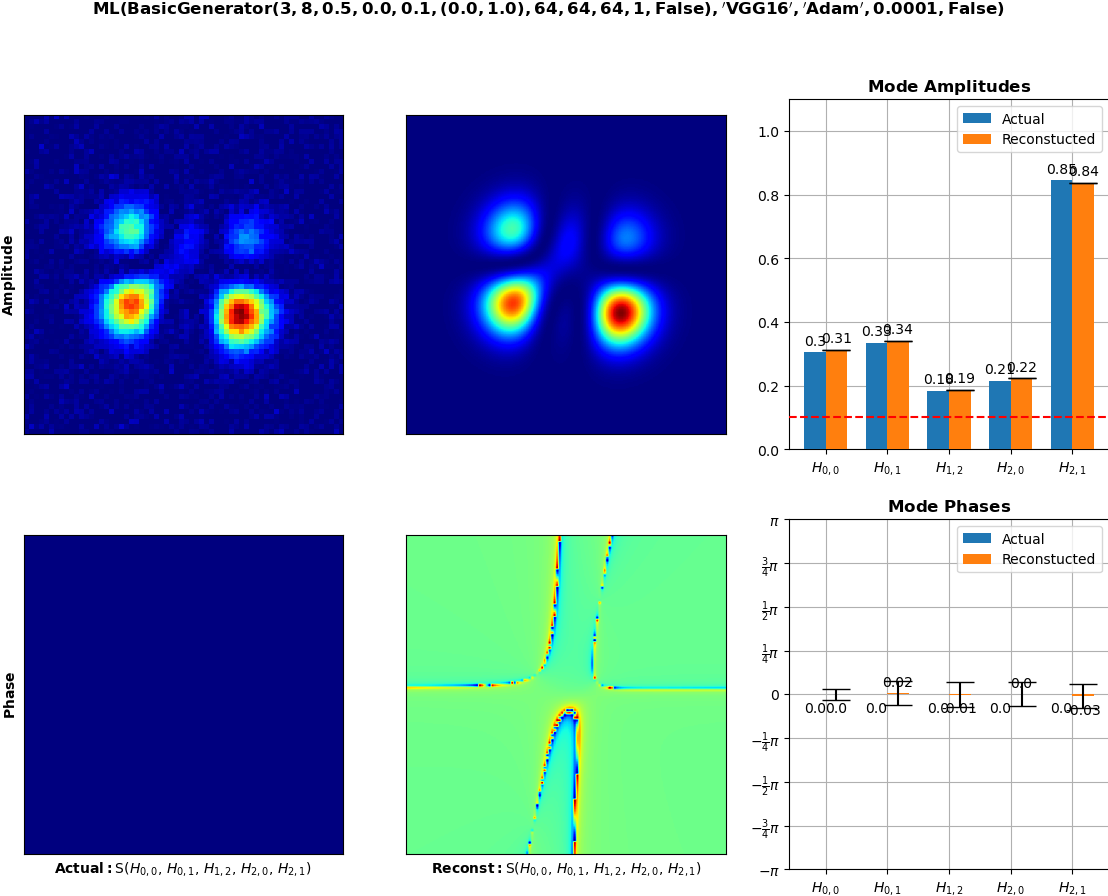 ML(BasicGenerator(3, 8, 0.5, 0.0, 0.1, (0.0, 1.0), 64, 64, 64, 1, False), ′VGG16′, ′Adam′, 0.0001, False)
Amplitude
Mode Amplitudes
Actual
Reconstucted
1.0
0.8
0.6
0.4
0.2
0.0
0.3 0.31
0.33 0.34
0.18 0.19
0.21 0.22
0.85 0.84
H0,0 H0,1 H1,2 H2,0 H2,1
Phase
Mode Phases
Actual
Reconstucted
π
3/4π
1/2π
1/4π
0
−1/4π
−1/2π
−3/4π
−π
0.0 0.0
0.0 0.02
0.0 -0.01
0.0 0.0
0.0 -0.03
H0,0 H0,1 H1,2 H2,0 H2,1
Actual: S(H0,0, H0,1, H1,2, H2,0, H2,1)
Reconst: S(H0,0, H0,1, H1,2, H2,0, H2,1)